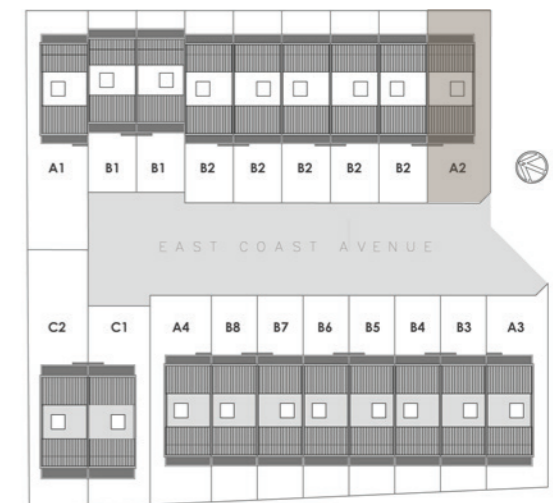 A1 B1 B1 B2 B2 B2 B2 B2 A2
EAST COAST AVENUE
C2 C1 A4 B8 B7 B6 B5 B4 B3 A3